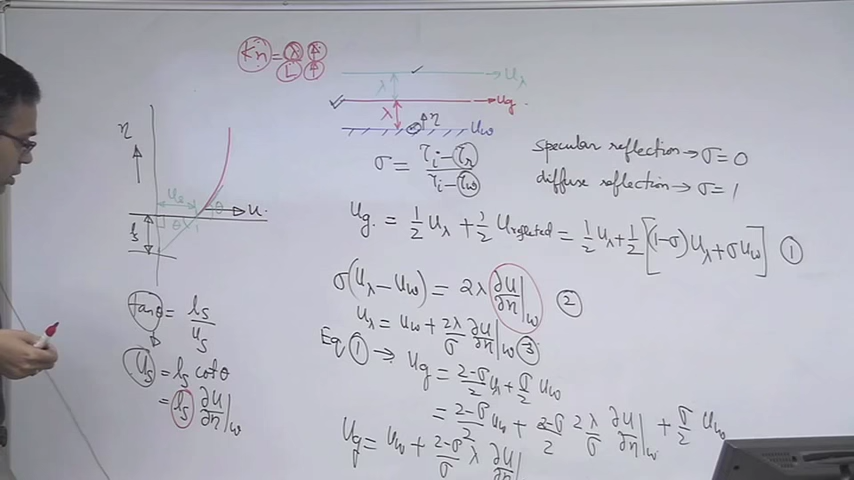 Kn = λ ↑ / L ↑
λ → u_λ
λ → u_g
η u_w
η
u_s θ u
θ
l_s
σ = (τ_i − τ_r) / (τ_i − τ_w)
specular reflection → σ = 0
diffuse reflection → σ = 1
u_g = 1/2 u_λ + 1/2 u_reflected = 1/2 u_λ + 1/2 [(1−σ) u_λ + σ u_w] ①
σ(u_λ − u_w) = 2λ ∂u/∂η|_w ②
u_λ = u_w + 2λ/σ ∂u/∂η|_w ③
Eq ① → u_g = (2−σ)/2 u_λ + σ/2 u_w
= (2−σ)/2 u_w + (2−σ)/2 2λ/σ ∂u/∂η|_w + σ/2 u_w
u_g = u_w + (2−σ)/σ λ ∂u/∂η|
tanθ = l_s / u_s
u_s = l_s cotθ
= l_s ∂u/∂η|_w